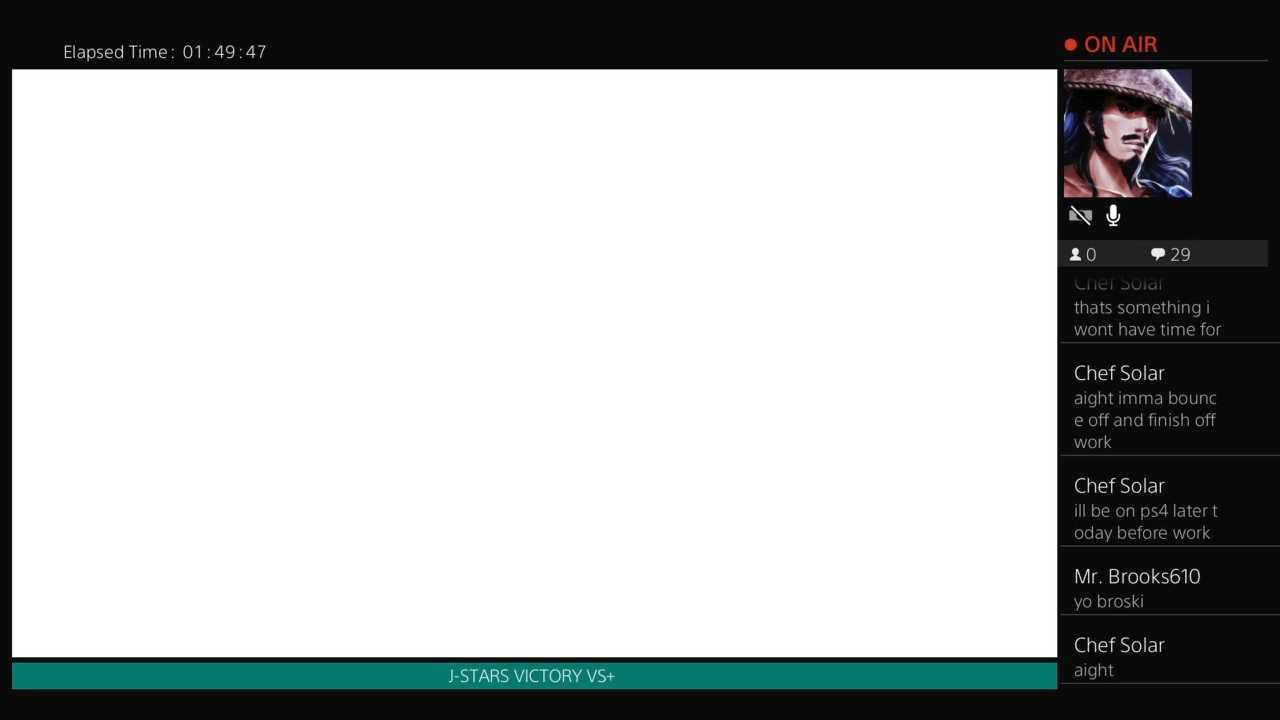 Elapsed Time: 01:49:47
ON AIR
0
29
Chef Solar
thats something i
wont have time for
Chef Solar
aight imma bounc
e off and finish off
work
Chef Solar
ill be on ps4 later t
oday before work
Mr. Brooks610
yo broski
Chef Solar
aight
J-STARS VICTORY VS+